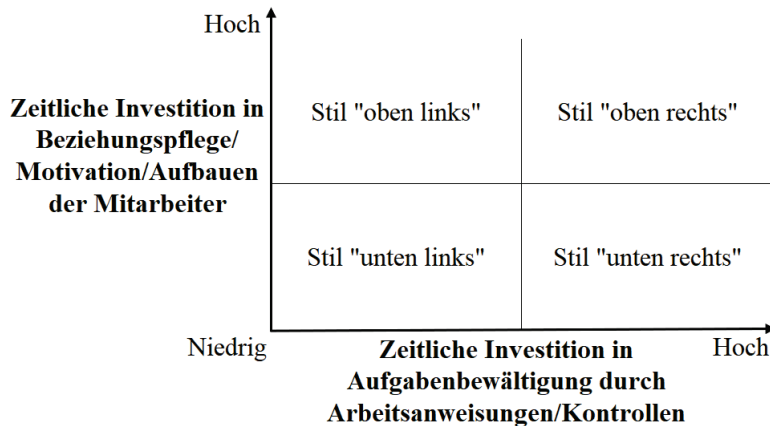 Hoch
Zeitliche Investition in
Beziehungspflege/
Motivation/Aufbauen
der Mitarbeiter
Stil "oben links"
Stil "oben rechts"
Stil "unten links"
Stil "unten rechts"
Niedrig
Zeitliche Investition in
Aufgabenbewältigung durch
Arbeitsanweisungen/Kontrollen
Hoch